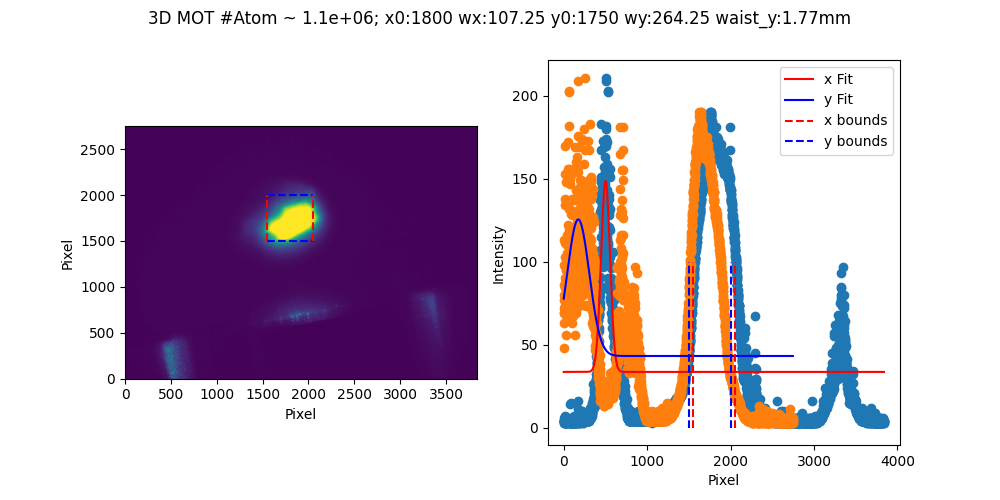 3D MOT #Atom ~ 1.1e+06; x0:1800 wx:107.25 y0:1750 wy:264.25 waist_y:1.77mm
Pixel
2500
2000
1500
1000
500
0
0 500 1000 1500 2000 2500 3000 3500
Pixel
Intensity
200
150
100
50
0
x Fit
y Fit
x bounds
y bounds
0 1000 2000 3000 4000
Pixel